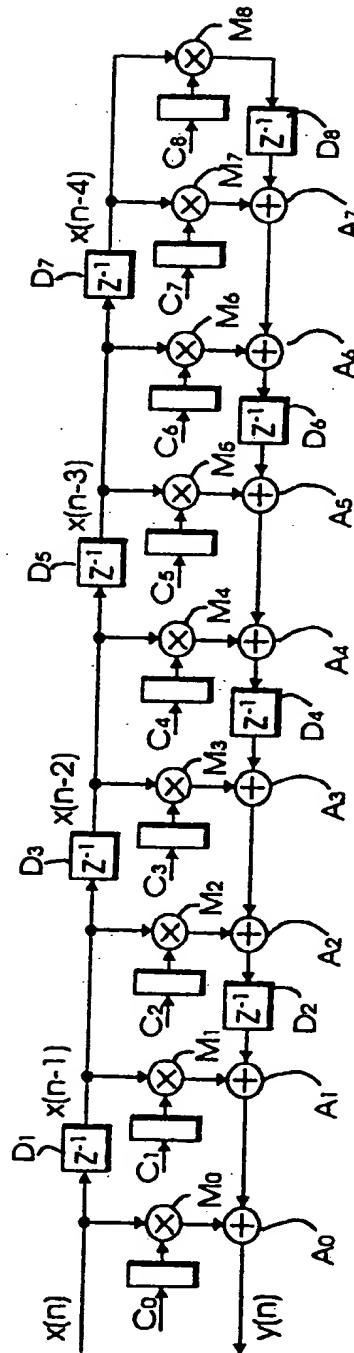 x(n) x(n-1) x(n-2) x(n-3) x(n-4)
D1 D3 D5 D7
Z-1 Z-1 Z-1 Z-1
C0 C1 C2 C3 C4 C5 C6 C7 C8
M0 M1 M2 M3 M4 M5 M6 M7 M8
Z-1 Z-1 Z-1 Z-1
y(n)
D2 D4 D6 D8
A0 A1 A2 A3 A4 A5 A6 A7